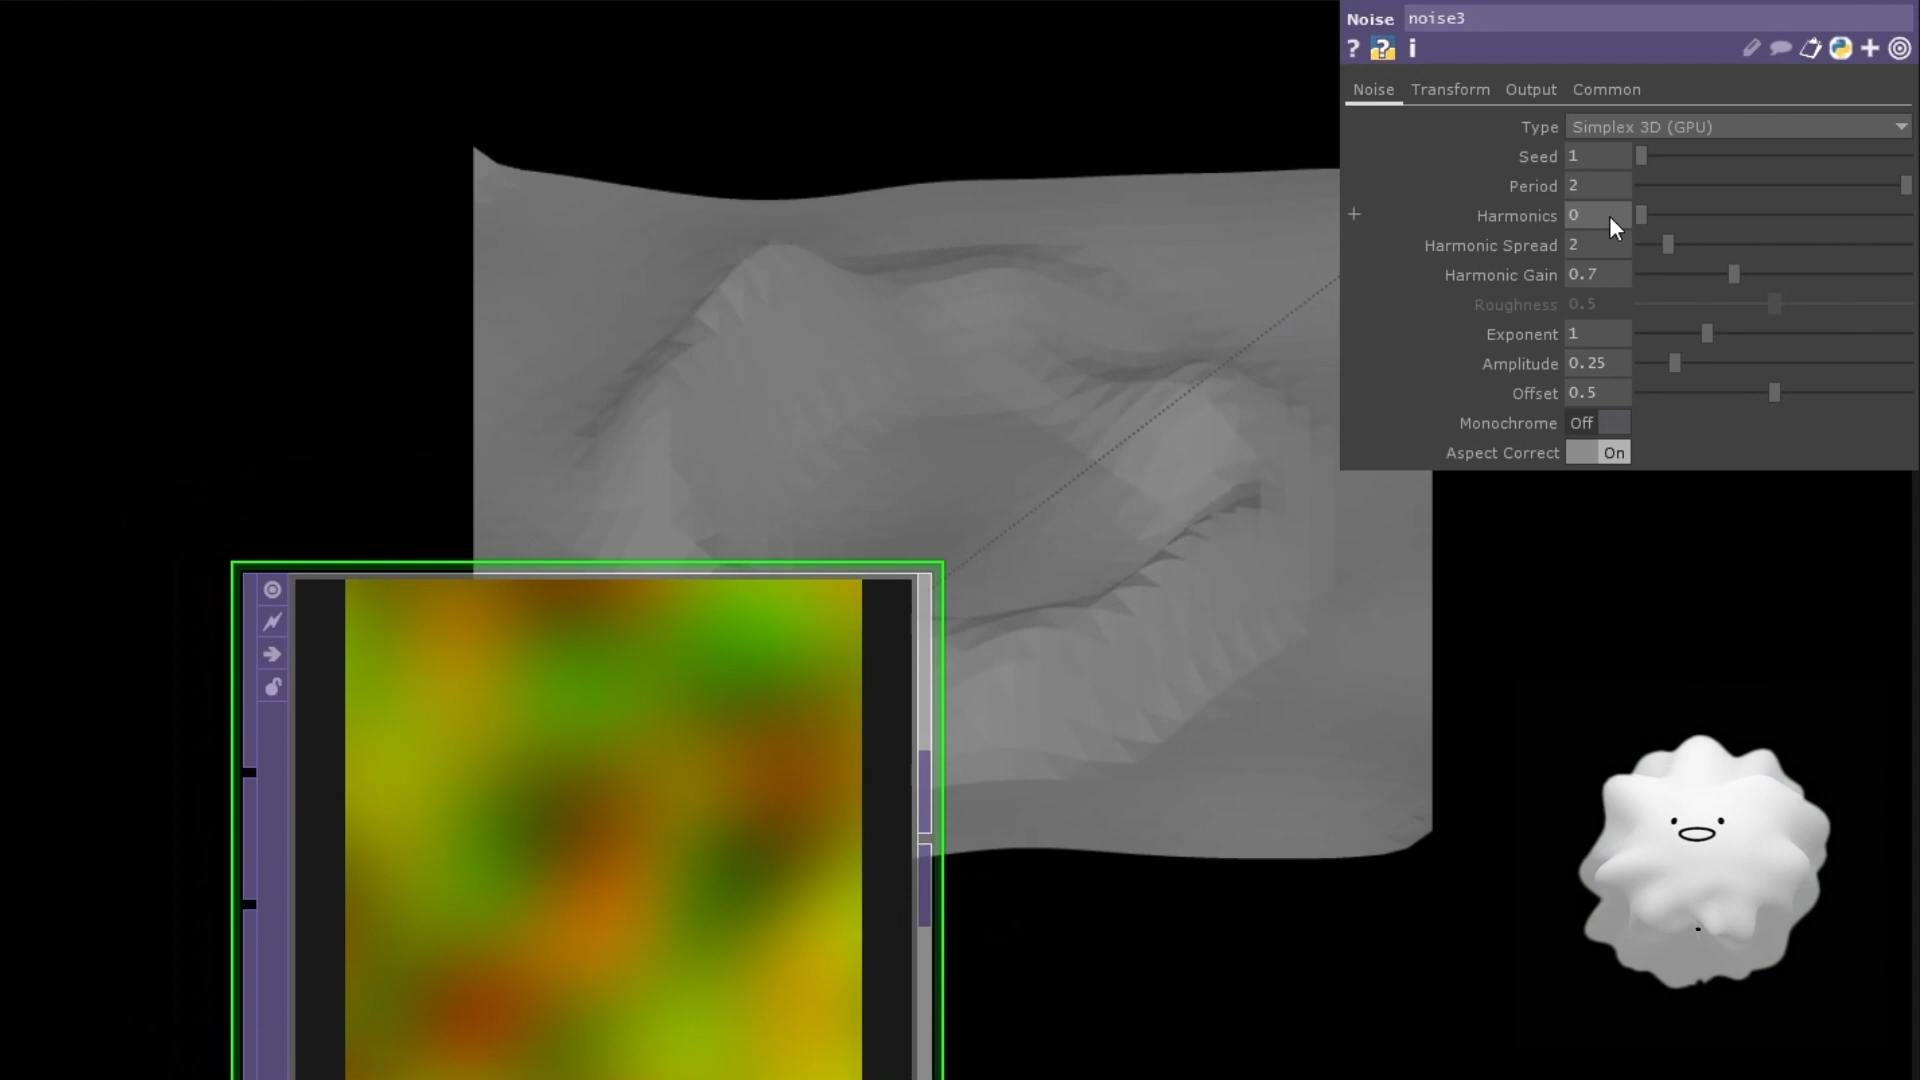 Noise noise3
? ? i
Noise Transform Output Common
Type Simplex 3D (GPU)
Seed 1
Period 2
+ Harmonics 0
Harmonic Spread 2
Harmonic Gain 0.7
Roughness 0.5
Exponent 1
Amplitude 0.25
Offset 0.5
Monochrome Off
Aspect Correct On